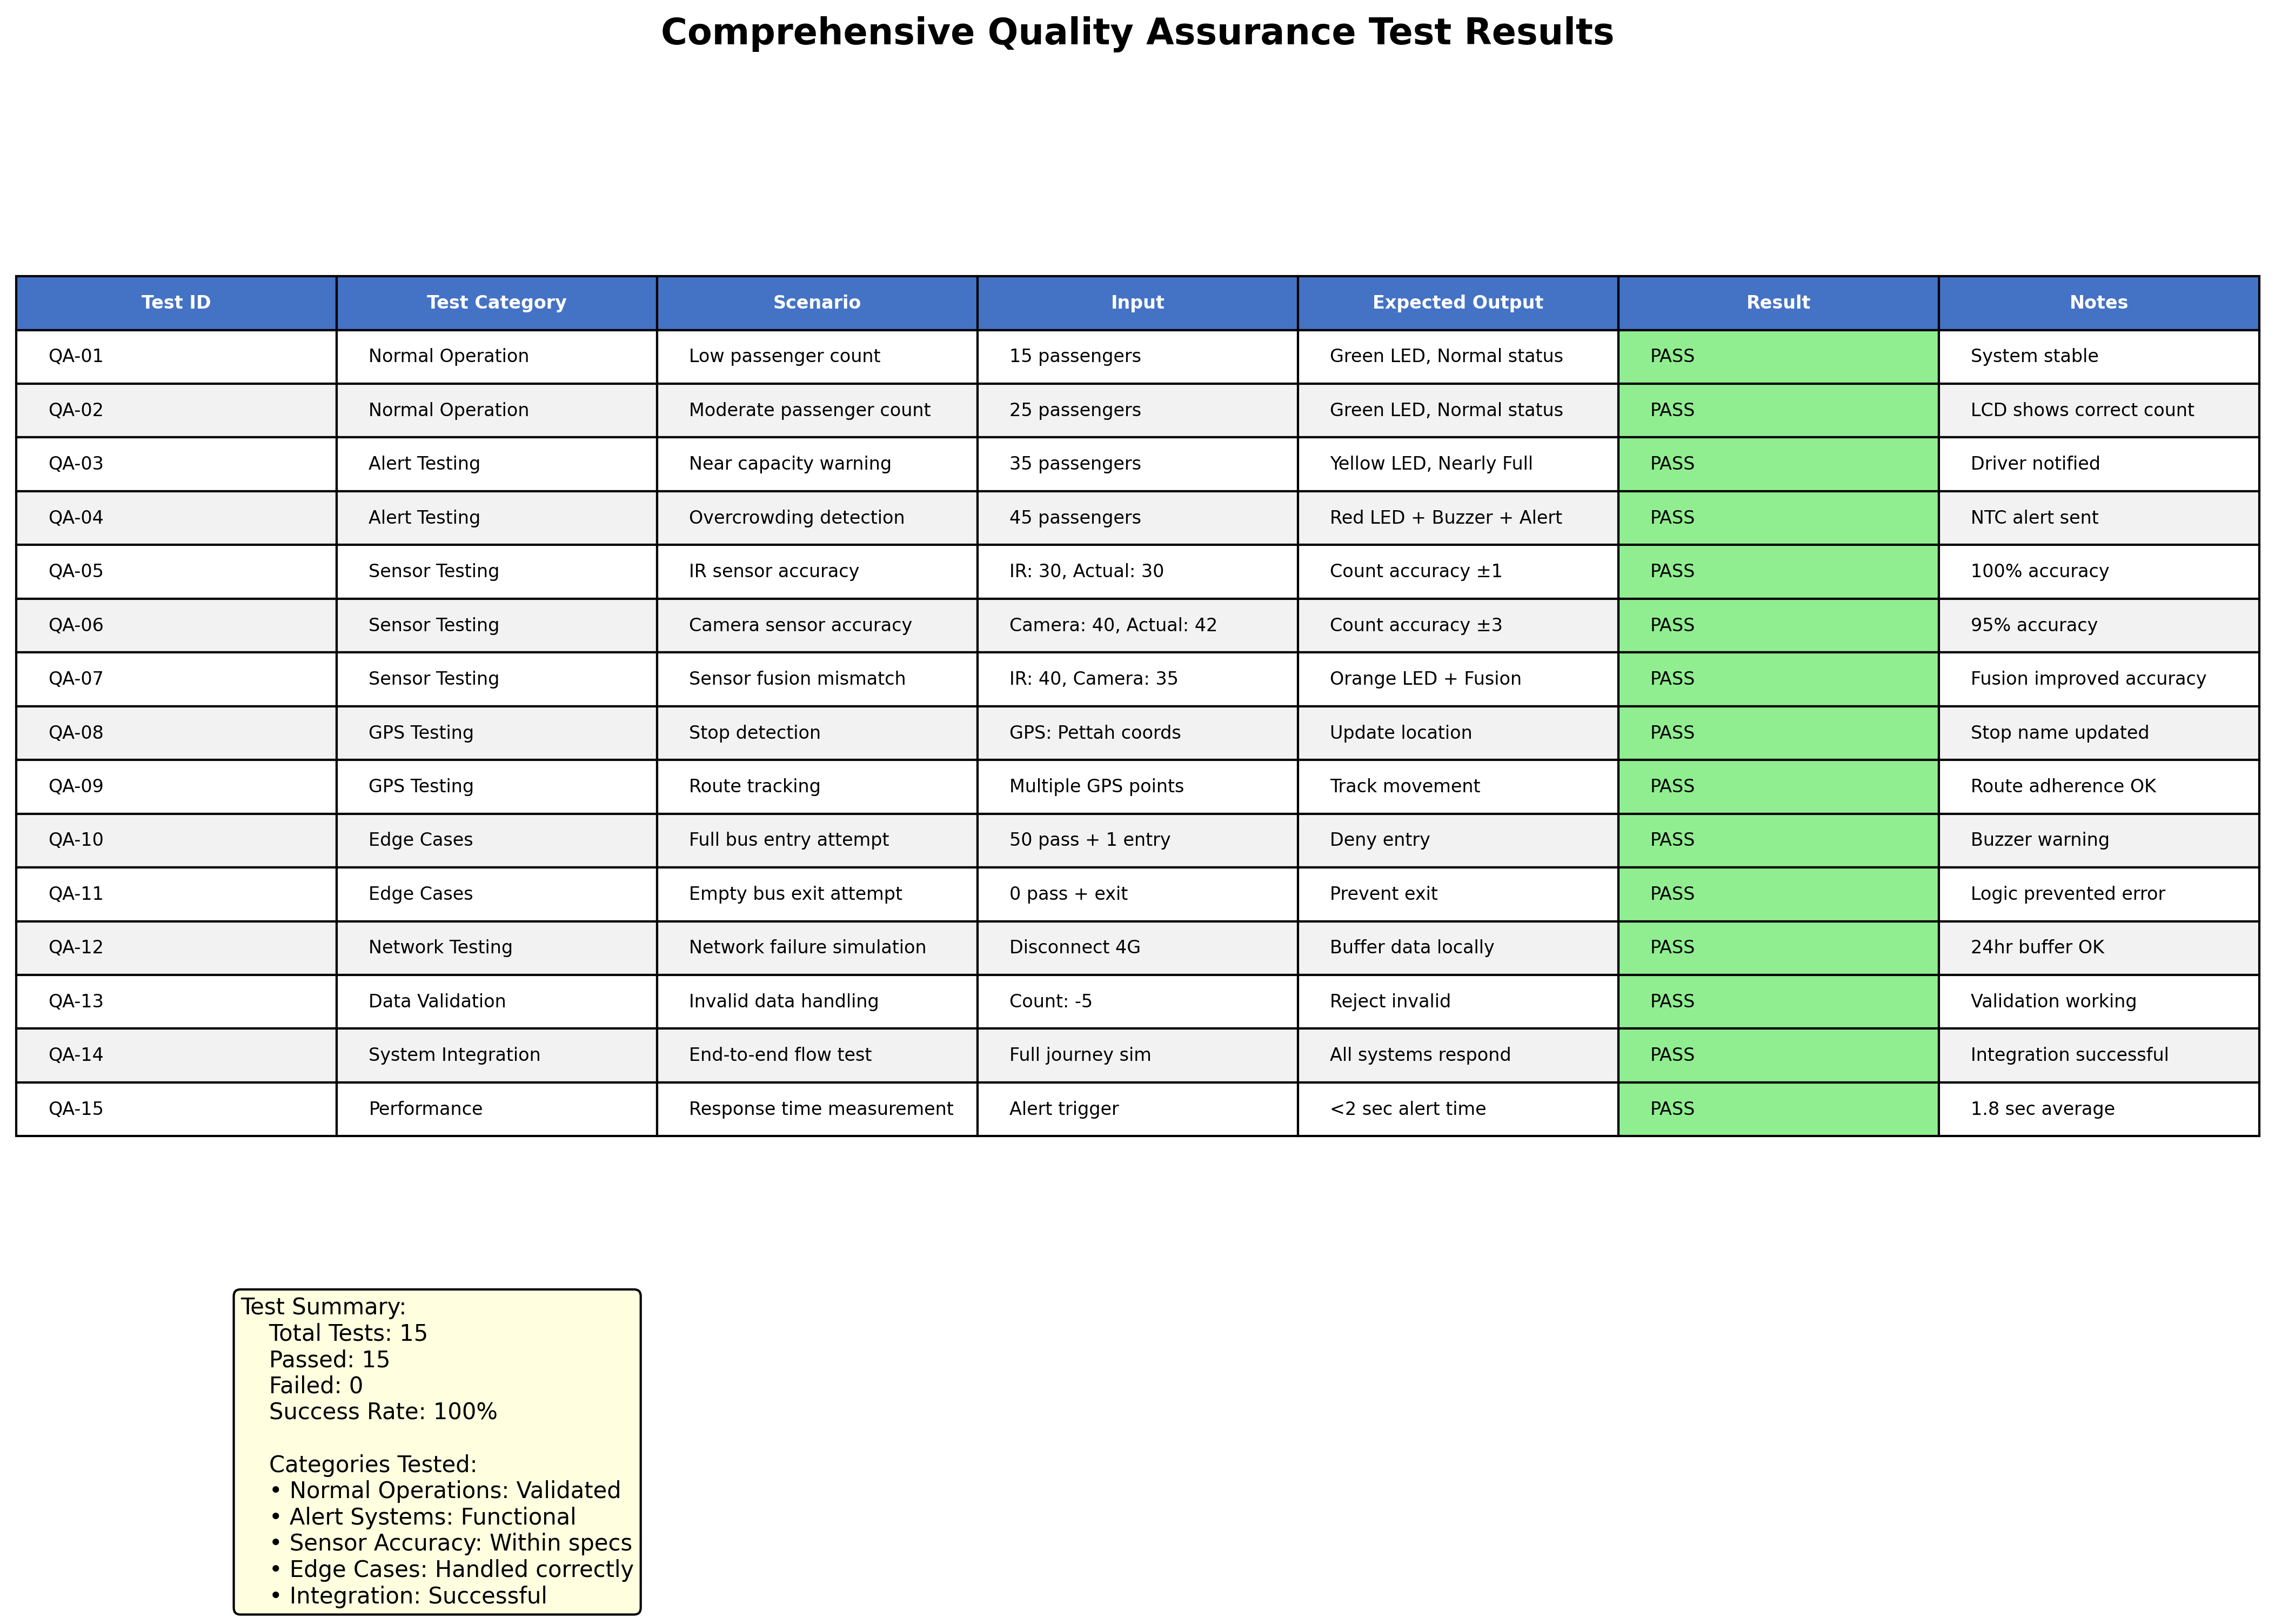 Comprehensive Quality Assurance Test Results
Test ID Test Category Scenario Input Expected Output Result Notes
QA-01 Normal Operation Low passenger count 15 passengers Green LED, Normal status PASS System stable
QA-02 Normal Operation Moderate passenger count 25 passengers Green LED, Normal status PASS LCD shows correct count
QA-03 Alert Testing Near capacity warning 35 passengers Yellow LED, Nearly Full PASS Driver notified
QA-04 Alert Testing Overcrowding detection 45 passengers Red LED + Buzzer + Alert PASS NTC alert sent
QA-05 Sensor Testing IR sensor accuracy IR: 30, Actual: 30 Count accuracy ±1 PASS 100% accuracy
QA-06 Sensor Testing Camera sensor accuracy Camera: 40, Actual: 42 Count accuracy ±3 PASS 95% accuracy
QA-07 Sensor Testing Sensor fusion mismatch IR: 40, Camera: 35 Orange LED + Fusion PASS Fusion improved accuracy
QA-08 GPS Testing Stop detection GPS: Pettah coords Update location PASS Stop name updated
QA-09 GPS Testing Route tracking Multiple GPS points Track movement PASS Route adherence OK
QA-10 Edge Cases Full bus entry attempt 50 pass + 1 entry Deny entry PASS Buzzer warning
QA-11 Edge Cases Empty bus exit attempt 0 pass + exit Prevent exit PASS Logic prevented error
QA-12 Network Testing Network failure simulation Disconnect 4G Buffer data locally PASS 24hr buffer OK
QA-13 Data Validation Invalid data handling Count: -5 Reject invalid PASS Validation working
QA-14 System Integration End-to-end flow test Full journey sim All systems respond PASS Integration successful
QA-15 Performance Response time measurement Alert trigger <2 sec alert time PASS 1.8 sec average
Test Summary:
Total Tests: 15
Passed: 15
Failed: 0
Success Rate: 100%
Categories Tested:
• Normal Operations: Validated
• Alert Systems: Functional
• Sensor Accuracy: Within specs
• Edge Cases: Handled correctly
• Integration: Successful